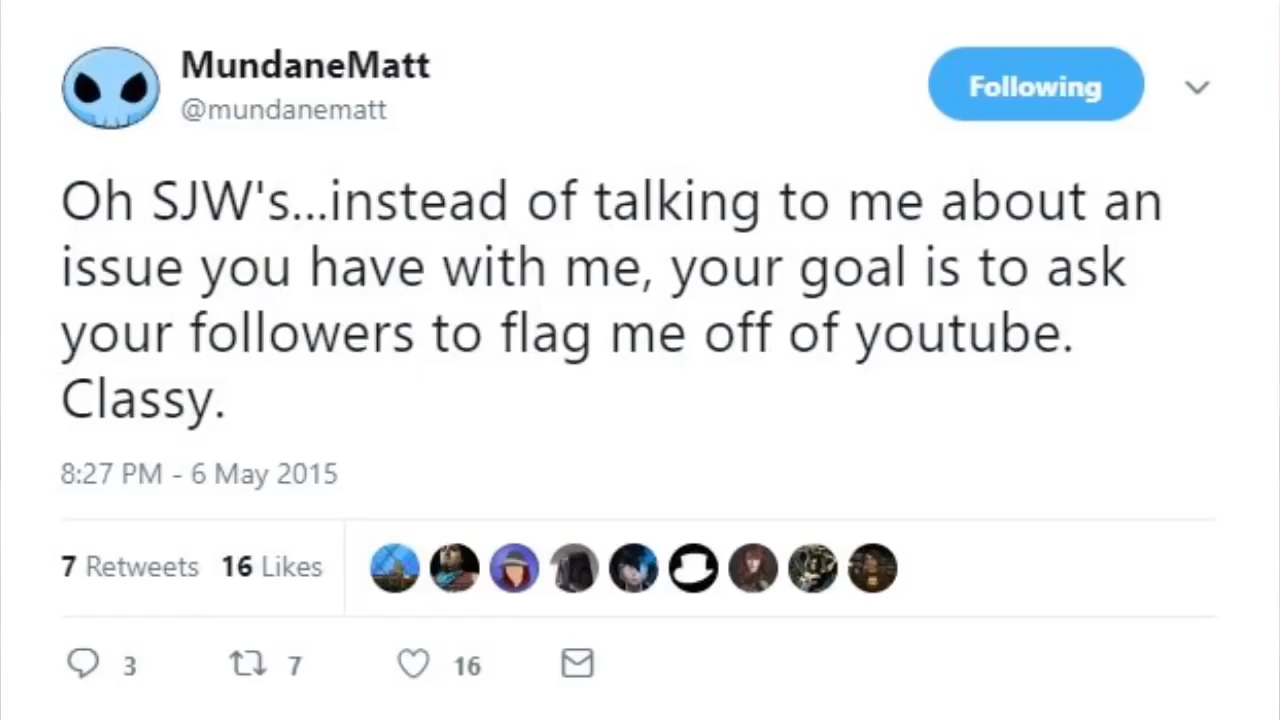 MundaneMatt
@mundanematt
Following
Oh SJW's...instead of talking to me about an
issue you have with me, your goal is to ask
your followers to flag me off of youtube.
Classy.
8:27 PM - 6 May 2015
7 Retweets 16 Likes
3 7 16